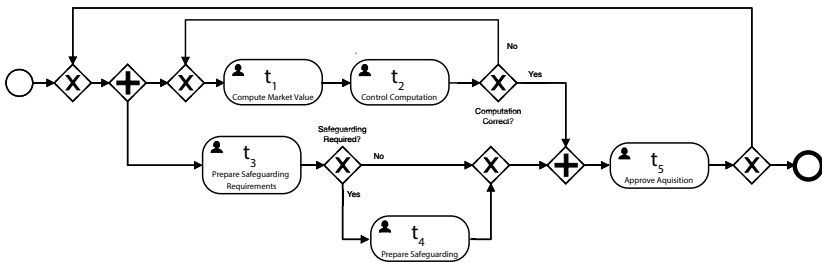 No
t1
Compute Market Value
t2
Control Computation
Yes
Computation
Correct?
Safeguarding
Required?
t3
Prepare Safeguarding
Requirements
No
Yes
t4
Prepare Safeguarding
t5
Approve Aquisition